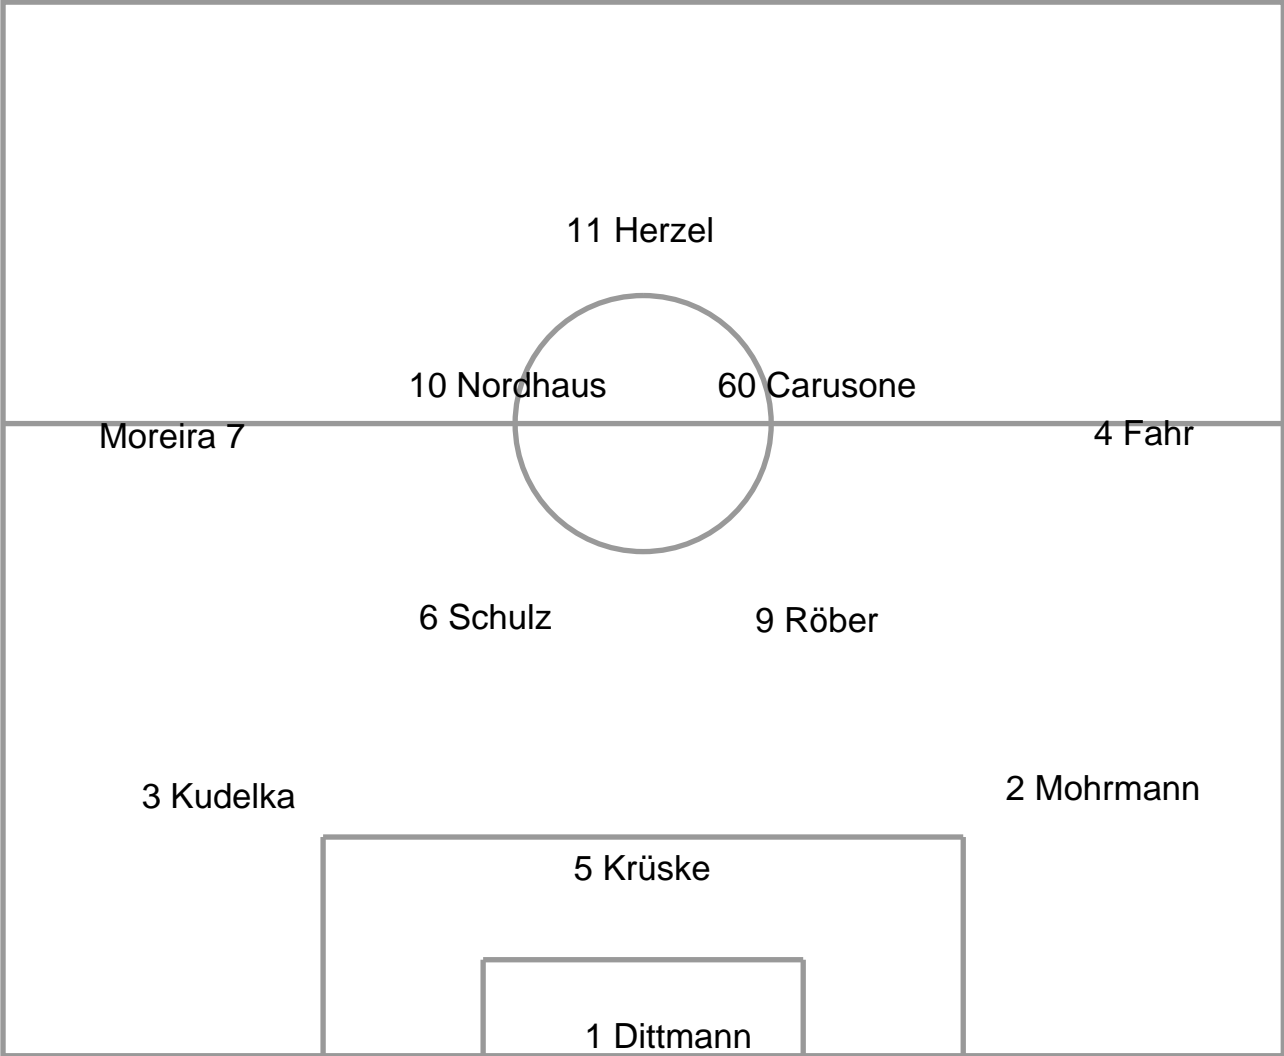 11 Herzel
10 Nordhaus
60 Carusone
Moreira 7
4 Fahr
6 Schulz
9 Röber
3 Kudelka
2 Mohrmann
5 Krüske
1 Dittmann